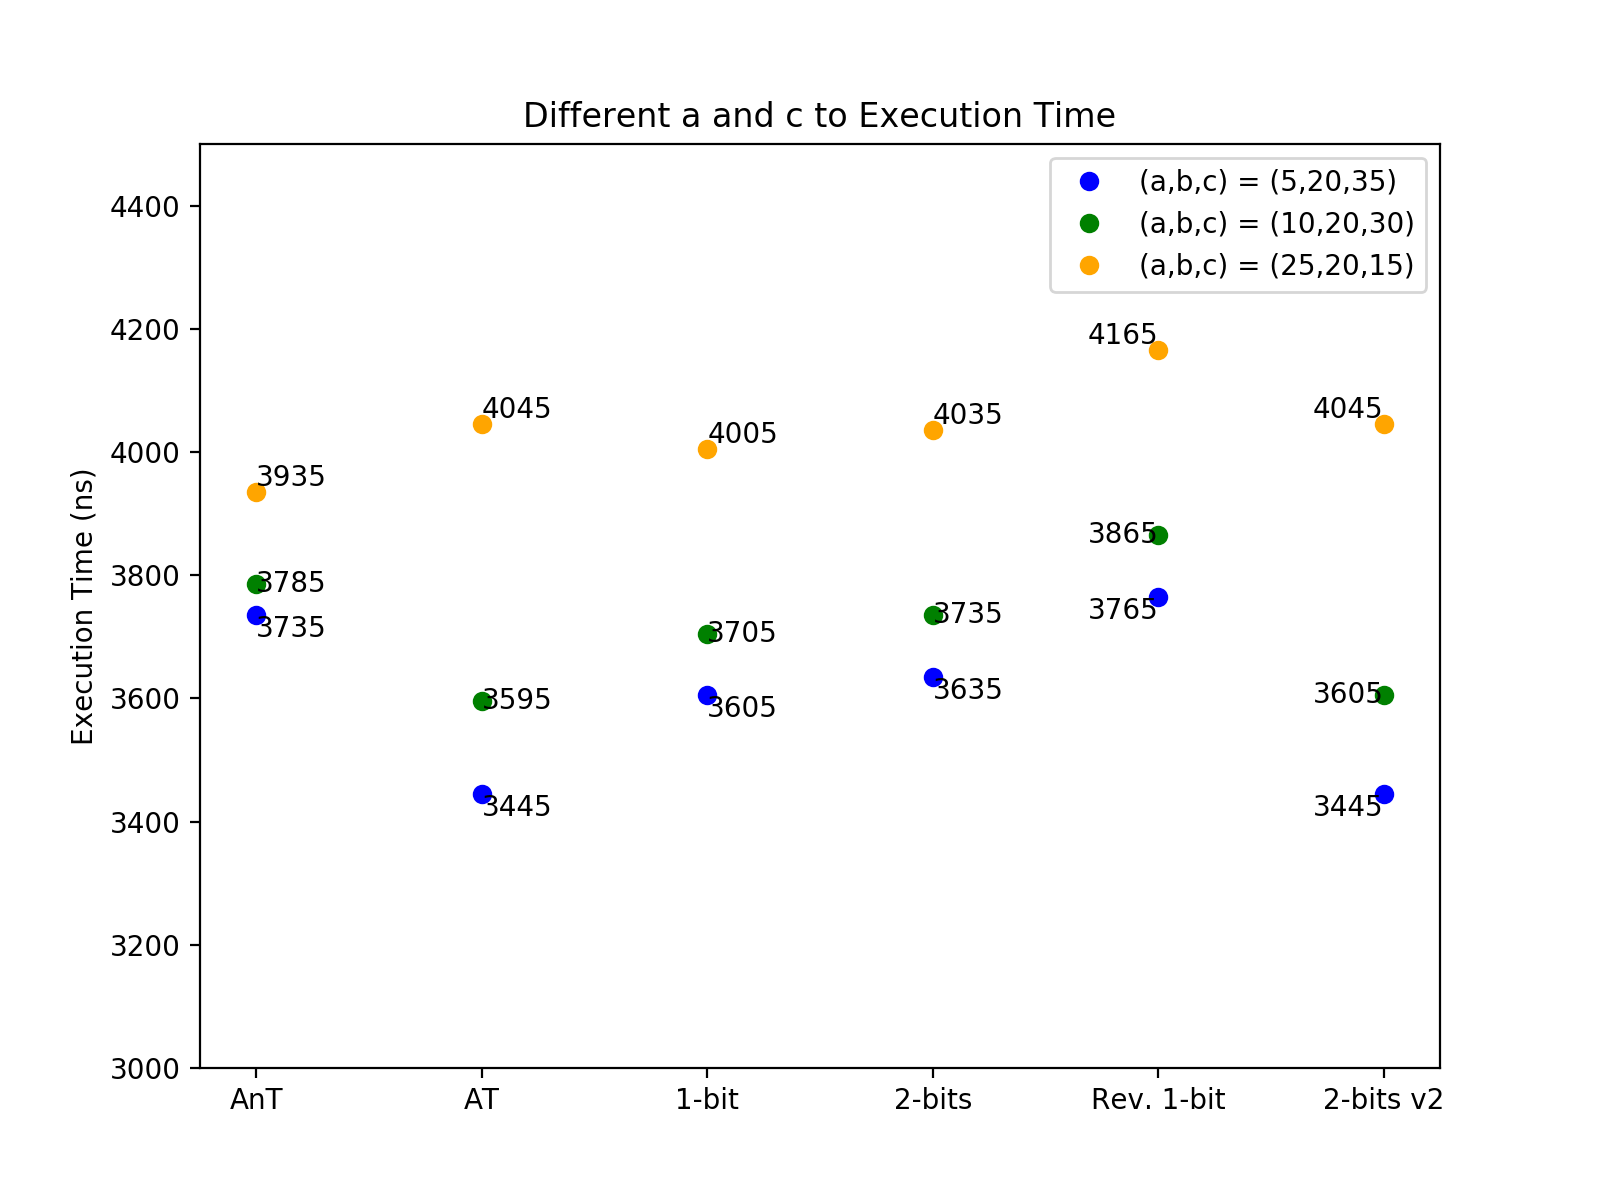 Different a and c to Execution Time
(a,b,c) = (5,20,35)
(a,b,c) = (10,20,30)
(a,b,c) = (25,20,15)
Execution Time (ns)
4400
4200
4000
3800
3600
3400
3200
3000
3935
3785
3735
4045
3595
3445
4005
3705
3605
4035
3735
3635
4165
3865
3765
4045
3605
3445
AnT
AT
1-bit
2-bits
Rev. 1-bit
2-bits v2